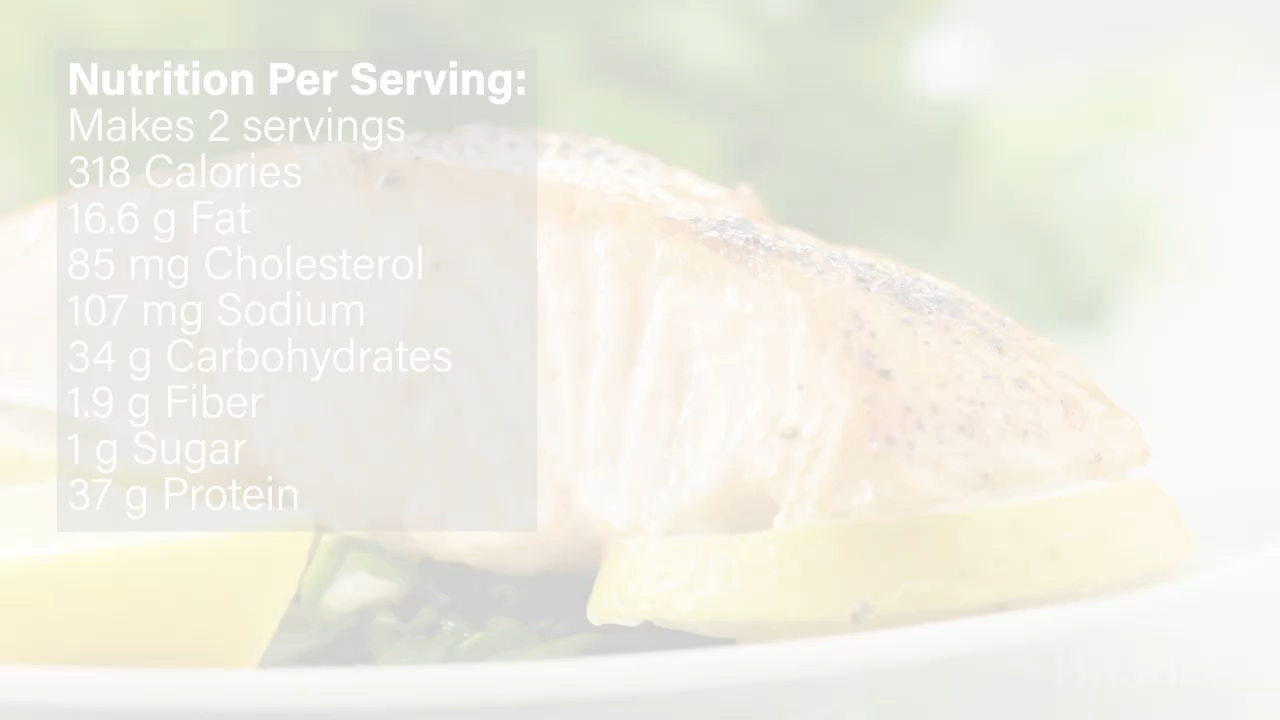 Nutrition Per Serving:
Makes 2 servings
318 Calories
16.6 g Fat
85 mg Cholesterol
107 mg Sodium
34 g Carbohydrates
1.9 g Fiber
1 g Sugar
37 g Protein